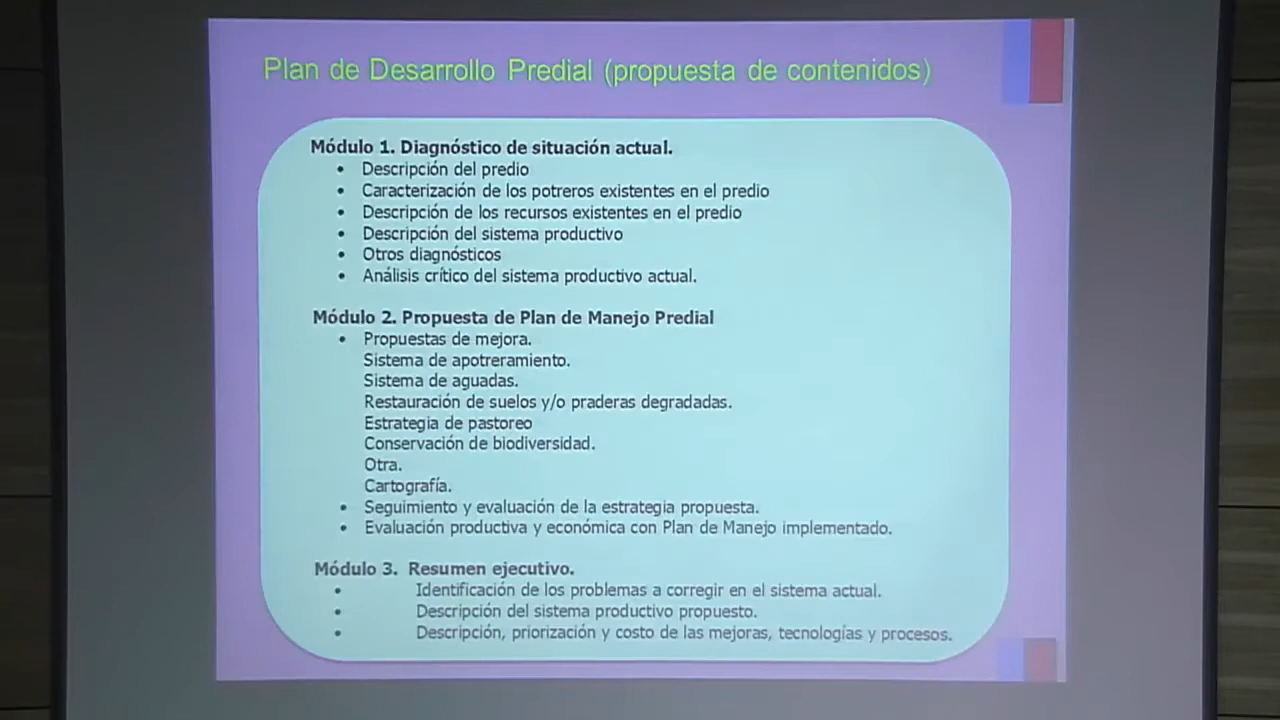 Plan de Desarrollo Predial (propuesta de contenidos)
Módulo 1. Diagnóstico de situación actual.
• Descripción del predio
• Caracterización de los potreros existentes en el predio
• Descripción de los recursos existentes en el predio
• Descripción del sistema productivo
• Otros diagnósticos
• Análisis crítico del sistema productivo actual.
Módulo 2. Propuesta de Plan de Manejo Predial
• Propuestas de mejora.
Sistema de apotreramiento.
Sistema de aguadas.
Restauración de suelos y/o praderas degradadas.
Estrategia de pastoreo
Conservación de biodiversidad.
Otra.
Cartografía.
• Seguimiento y evaluación de la estrategia propuesta.
• Evaluación productiva y económica con Plan de Manejo implementado.
Módulo 3. Resumen ejecutivo.
• Identificación de los problemas a corregir en el sistema actual.
• Descripción del sistema productivo propuesto.
• Descripción, priorización y costo de las mejoras, tecnologías y procesos.